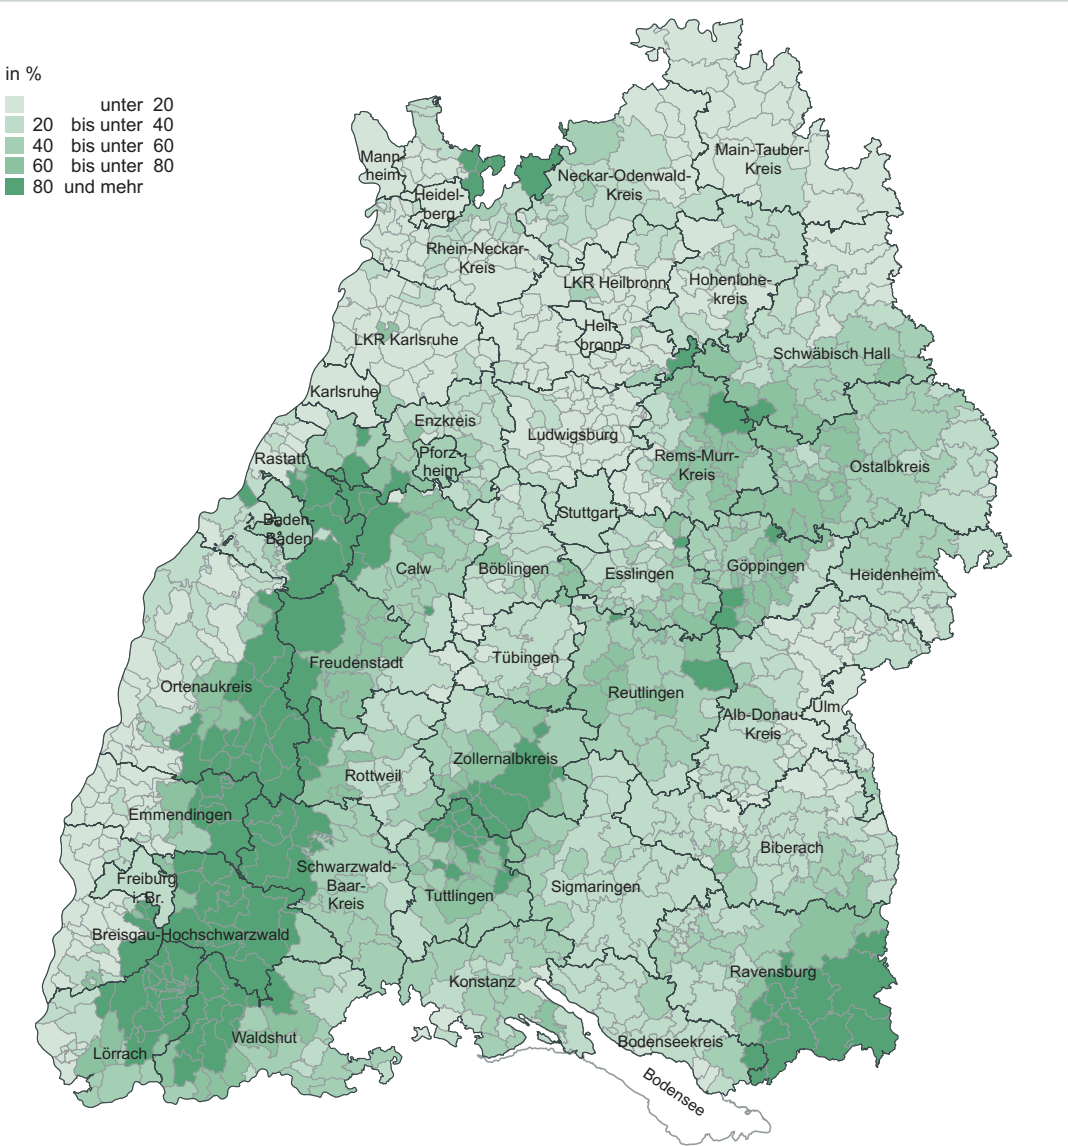 in %
unter 20
20 bis unter 40
40 bis unter 60
60 bis unter 80
80 und mehr
Mann-
heim
Heidel-
berg
Main-Tauber-
Kreis
Neckar-Odenwald-
Kreis
Rhein-Neckar-
Kreis
LKR Heilbronn
Hohenlohe-
kreis
Heil-
bronn
LKR Karlsruhe
Schwäbisch Hall
Karlsruhe
Enzkreis
Ludwigsburg
Rastatt
Pforz-
heim
Rems-Murr-
Kreis
Ostalbkreis
Baden-
Baden
Stuttgart
Calw
Böblingen
Esslingen
Göppingen
Heidenheim
Freudenstadt
Tübingen
Ortenaukreis
Reutlingen
Alb-Donau-
Kreis
Ulm
Zollernalbkreis
Rottweil
Emmendingen
Biberach
Freiburg
i. Br.
Schwarzwald-
Baar-
Kreis
Tuttlingen
Sigmaringen
Breisgau-Hochschwarzwald
Konstanz
Ravensburg
Waldshut
Lörrach
Bodenseekreis
Bodensee